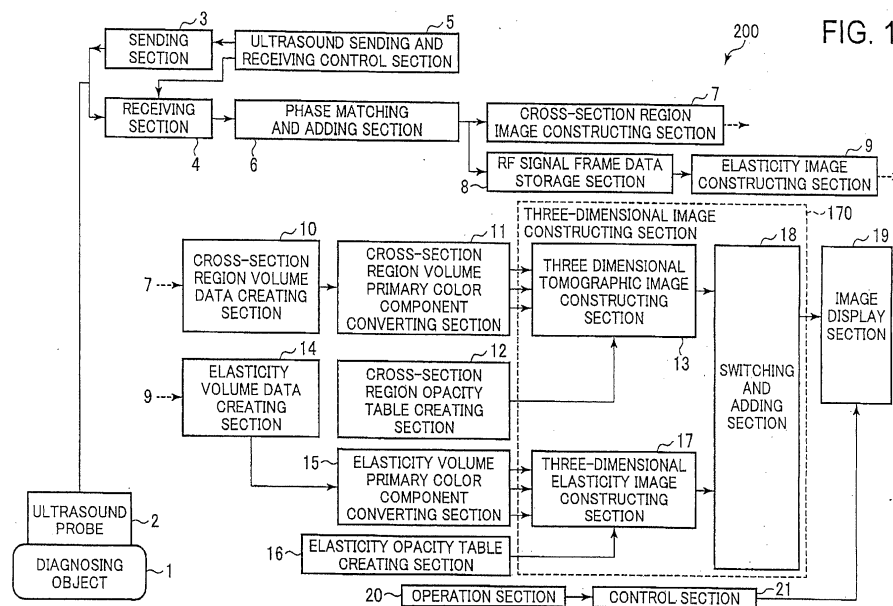 FIG. 1
200
3
SENDING
SECTION
5
ULTRASOUND SENDING AND
RECEIVING CONTROL SECTION
RECEIVING
SECTION
4
PHASE MATCHING
AND ADDING SECTION
6
7
CROSS-SECTION REGION
IMAGE CONSTRUCTING SECTION
RF SIGNAL FRAME DATA
STORAGE SECTION
8
9
ELASTICITY IMAGE
CONSTRUCTING SECTION
170
THREE-DIMENSIONAL IMAGE
CONSTRUCTING SECTION
7
10
CROSS-SECTION
REGION VOLUME
DATA CREATING
SECTION
11
CROSS-SECTION
REGION VOLUME
PRIMARY COLOR
COMPONENT
CONVERTING SECTION
THREE DIMENSIONAL
TOMOGRAPHIC IMAGE
CONSTRUCTING
SECTION
13
18
SWITCHING
AND
ADDING
SECTION
19
IMAGE
DISPLAY
SECTION
9
14
ELASTICITY
VOLUME DATA
CREATING
SECTION
12
CROSS-SECTION
REGION OPACITY
TABLE CREATING
SECTION
15
ELASTICITY VOLUME
PRIMARY COLOR
COMPONENT
CONVERTING SECTION
17
THREE-DIMENSIONAL
ELASTICITY IMAGE
CONSTRUCTING
SECTION
16
ELASTICITY OPACITY TABLE
CREATING SECTION
ULTRASOUND
PROBE
2
DIAGNOSING
OBJECT
1
20
OPERATION SECTION
CONTROL SECTION
21